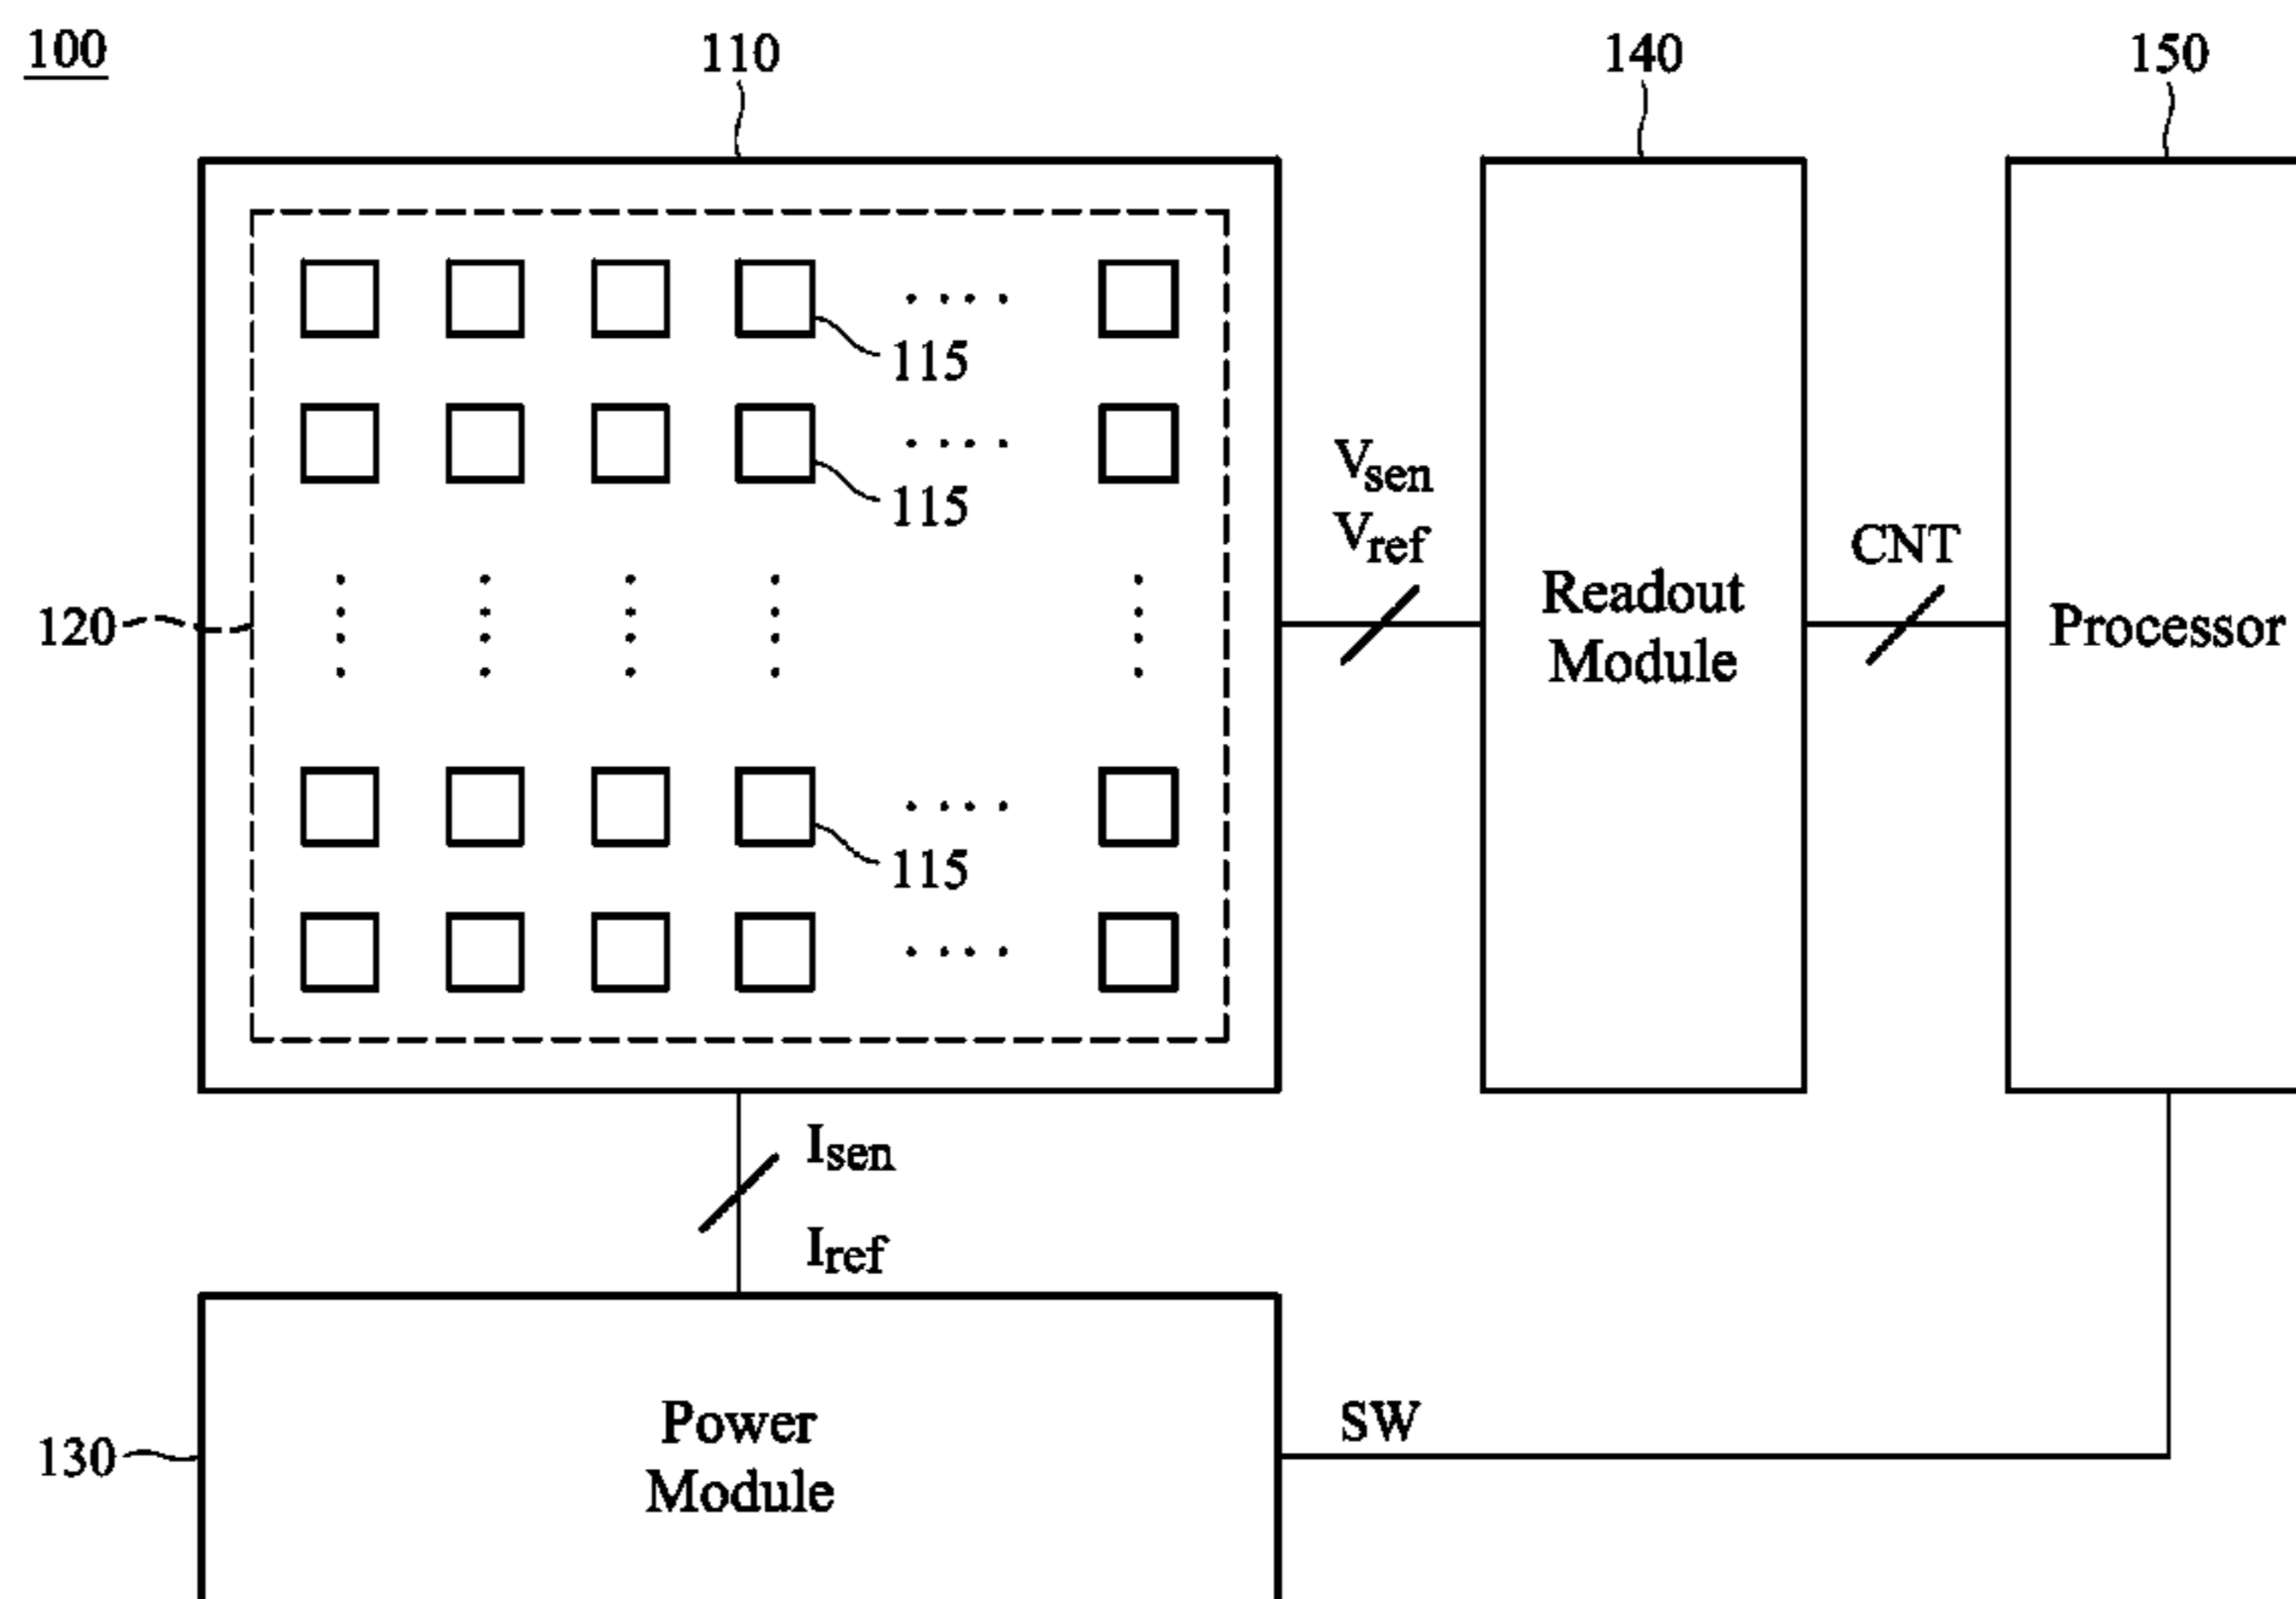 100
110
140
150
115
115
Vsen
Vref
CNT
Readout
Module
Processor
120
115
Isen
Iref
Power
Module
SW
130